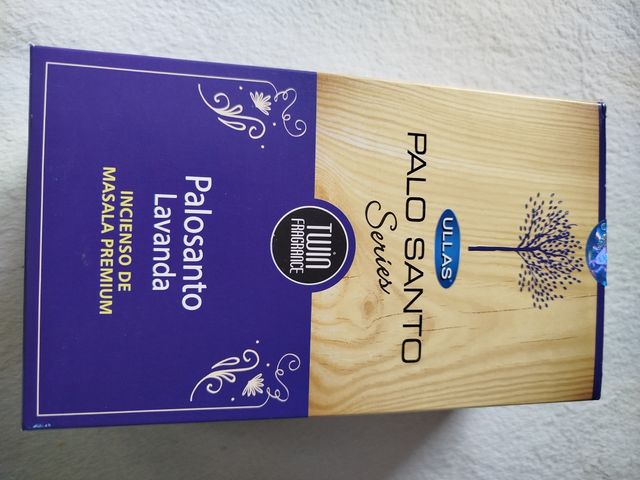 ULLAS
PALO SANTO
Series
TWIN
FRAGRANCE
Palosanto
Lavanda
INCIENSO DE
MASALA PREMIUM